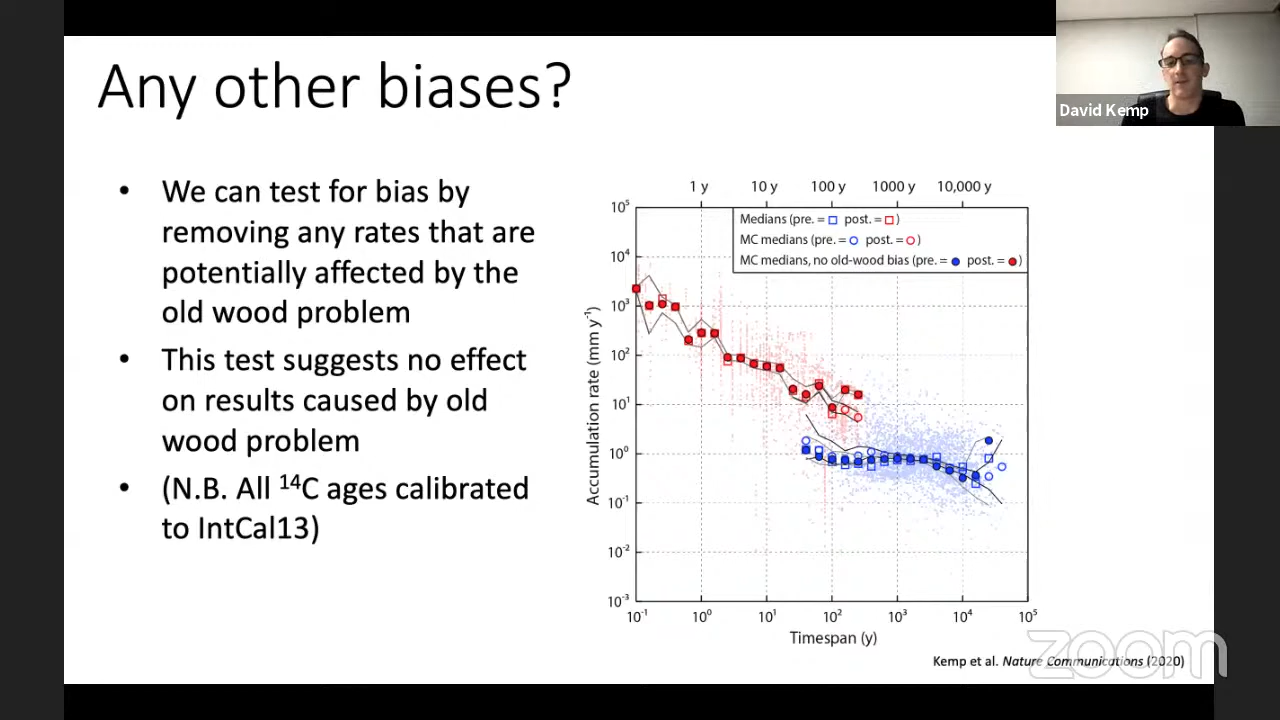 Any other biases?
David Kemp
• We can test for bias by
removing any rates that are
potentially affected by the
old wood problem
• This test suggests no effect
on results caused by old
wood problem
• (N.B. All ¹⁴C ages calibrated
to IntCal13)
1 y 10 y 100 y 1000 y 10,000 y
Medians (pre. = □ post. = □ )
MC medians (pre. = ○ post. = ○ )
MC medians, no old-wood bias (pre. = ● post. = ● )
Accumulation rate (mm y⁻¹)
10⁵
10⁴
10³
10²
10¹
10⁰
10⁻¹
10⁻²
10⁻³
10⁻¹ 10⁰ 10¹ 10² 10³ 10⁴ 10⁵
Timespan (y)
zoom
Kemp et al. Nature Communications (2020)